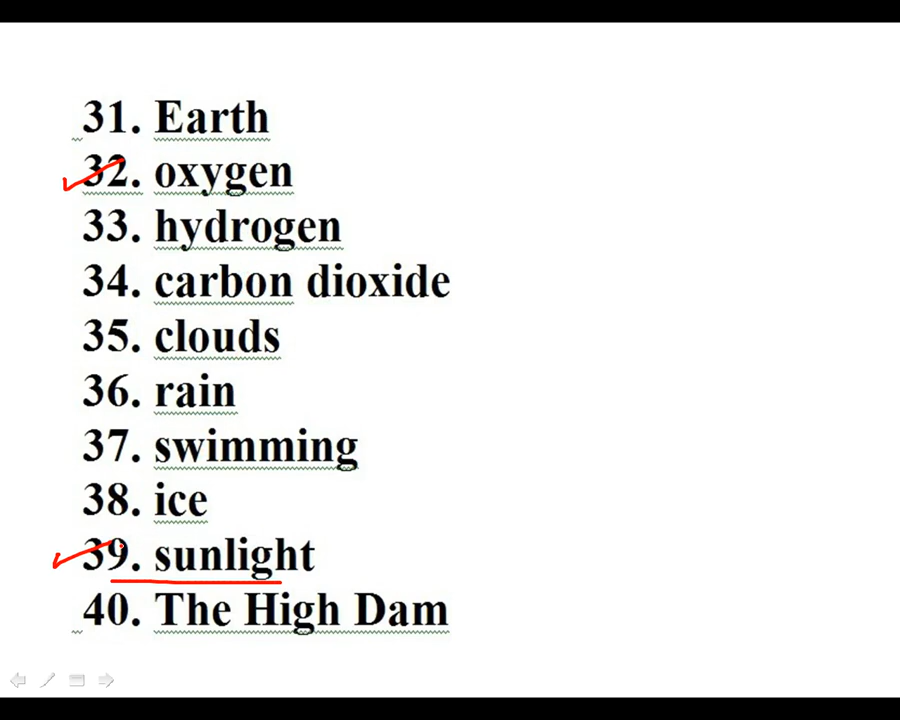 31. Earth
32. oxygen
33. hydrogen
34. carbon dioxide
35. clouds
36. rain
37. swimming
38. ice
39. sunlight
40. The High Dam